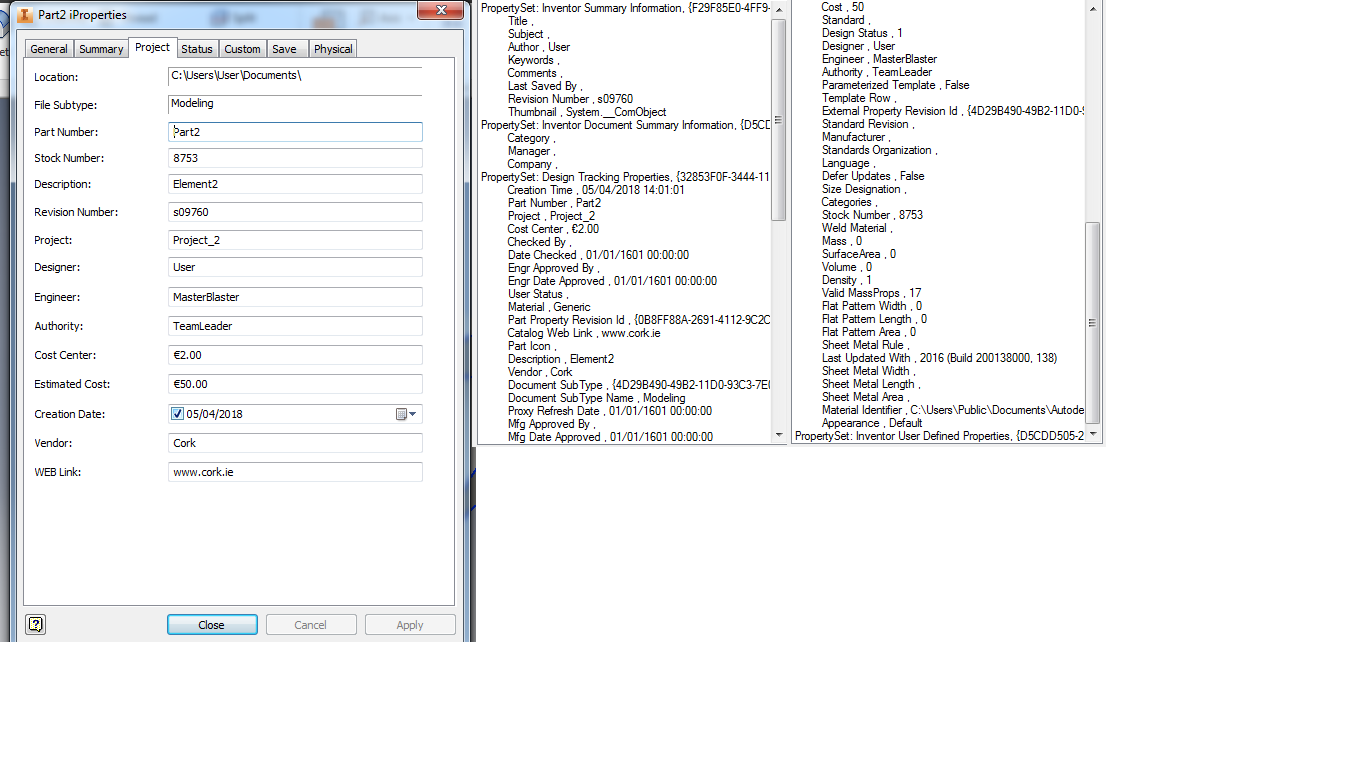 Part2 iProperties
General Summary Project Status Custom Save Physical
Location: C:\Users\User\Documents\
File Subtype: Modeling
Part Number: Part2
Stock Number: 8753
Description: Element2
Revision Number: s09760
Project: Project_2
Designer: User
Engineer: MasterBlaster
Authority: TeamLeader
Cost Center: €2.00
Estimated Cost: €50.00
Creation Date: 05/04/2018
Vendor: Cork
WEB Link: www.cork.ie
Close Cancel Apply
PropertySet: Inventor Summary Information, {F29F85E0-4FF9-
Title ,
Subject ,
Author , User
Keywords ,
Comments ,
Last Saved By ,
Revision Number , s09760
Thumbnail , System.__ComObject
PropertySet: Inventor Document Summary Information, {D5CD
Category ,
Manager ,
Company ,
PropertySet: Design Tracking Properties, {32853F0F-3444-11
Creation Time , 05/04/2018 14:01:01
Part Number , Part2
Project , Project_2
Cost Center , €2.00
Checked By ,
Date Checked , 01/01/1601 00:00:00
Engr Approved By ,
Engr Date Approved , 01/01/1601 00:00:00
User Status ,
Material , Generic
Part Property Revision Id , {0B8FF88A-2691-4112-9C2C
Catalog Web Link , www.cork.ie
Part Icon ,
Description , Element2
Vendor , Cork
Document SubType , {4D29B490-49B2-11D0-93C3-7E0
Document SubType Name , Modeling
Proxy Refresh Date , 01/01/1601 00:00:00
Mfg Approved By ,
Mfg Date Approved , 01/01/1601 00:00:00
Cost , 50
Standard ,
Design Status , 1
Designer , User
Engineer , MasterBlaster
Authority , TeamLeader
Parameterized Template , False
Template Row ,
External Property Revision Id , {4D29B490-49B2-11D0-9
Standard Revision ,
Manufacturer ,
Standards Organization ,
Language ,
Defer Updates , False
Size Designation ,
Categories ,
Stock Number , 8753
Weld Material ,
Mass , 0
SurfaceArea , 0
Volume , 0
Density , 1
Valid MassProps , 17
Flat Pattern Width , 0
Flat Pattern Length , 0
Flat Pattern Area , 0
Sheet Metal Rule ,
Last Updated With , 2016 (Build 200138000, 138)
Sheet Metal Width ,
Sheet Metal Length ,
Sheet Metal Area ,
Material Identifier , C:\Users\Public\Documents\Autode
Appearance , Default
PropertySet: Inventor User Defined Properties, {D5CDD505-2